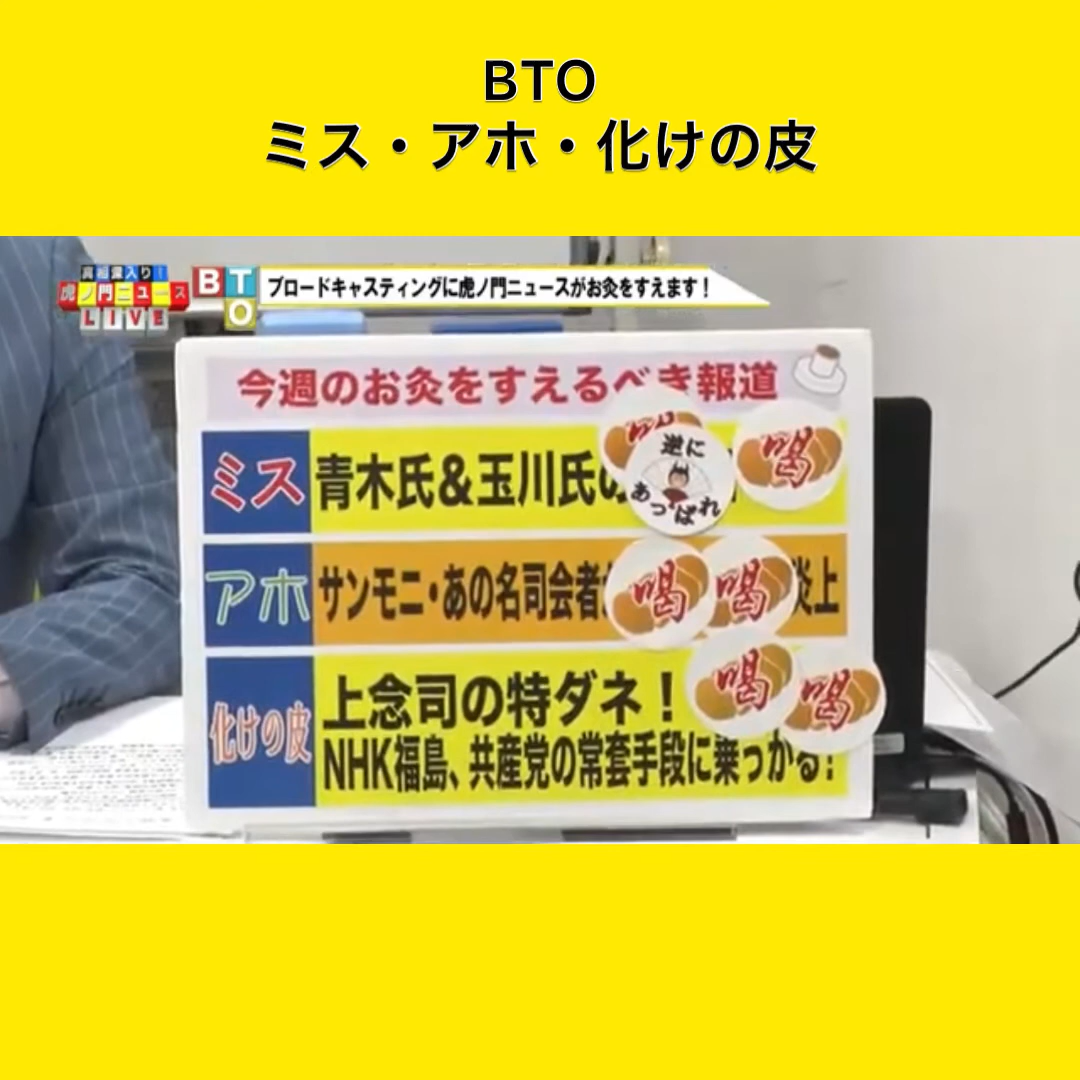 BTO
ミス・アホ・化けの皮
真相深入り！
虎ノ門ニュース
LIVE
BTO
ブロードキャスティングに虎ノ門ニュースがお灸をすえます！
今週のお灸をすえるべき報道
ミス
青木氏&玉川氏の
喝
逆に
あっぱれ
喝
アホ
サンモニ・あの名司会者
喝
喝
炎上
化けの皮
上念司の特ダネ！
喝
喝
NHK福島、共産党の常套手段に乗っかる！